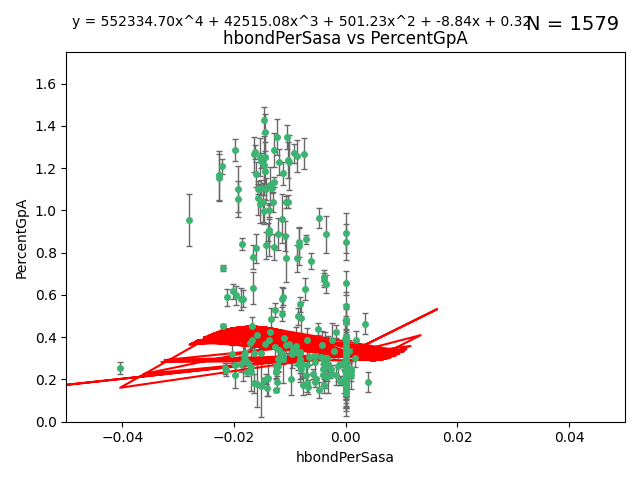 y = 552334.70x^4 + 42515.08x^3 + 501.23x^2 + -8.84x + 0.32
N = 1579
hbondPerSasa vs PercentGpA
PercentGpA
1.6
1.4
1.2
1.0
0.8
0.6
0.4
0.2
0.0
−0.04 −0.02 0.00 0.02 0.04
hbondPerSasa